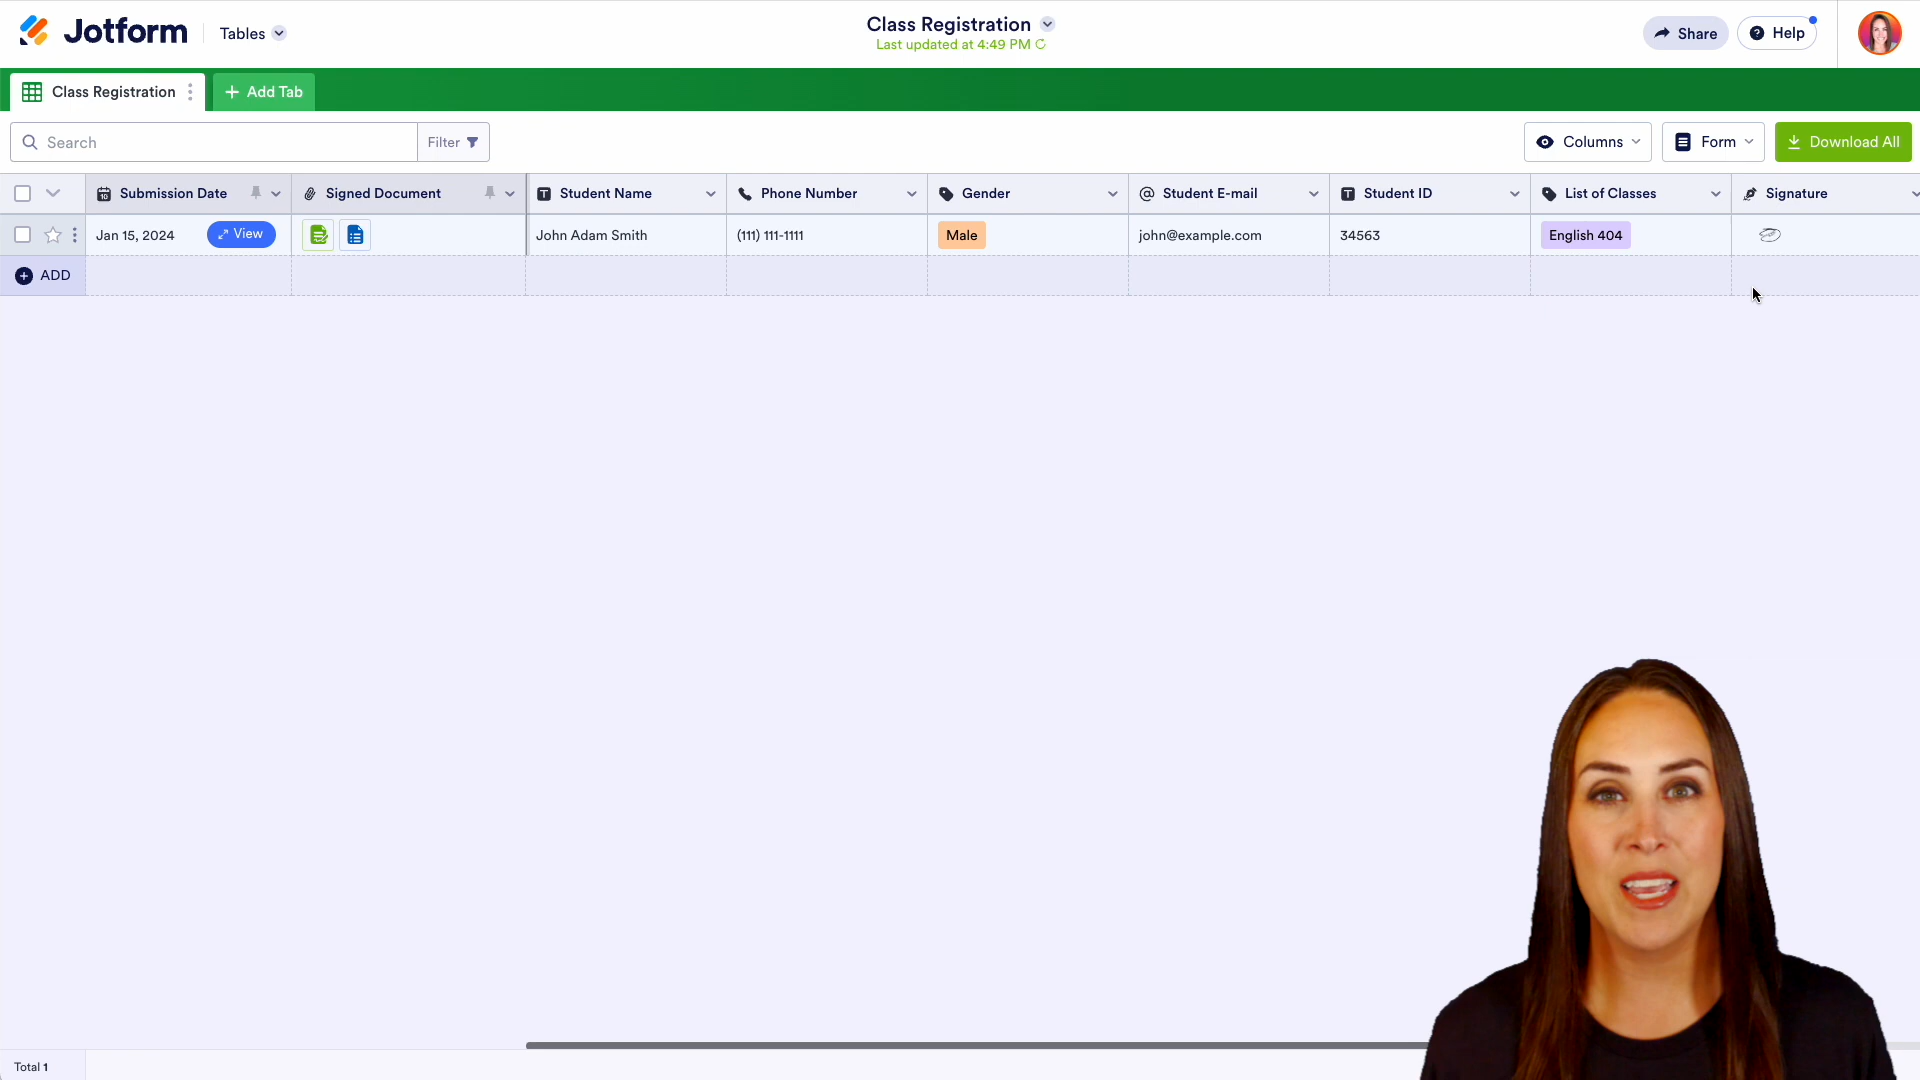 Jotform
Tables
Class Registration
Last updated at 4:49 PM
Share
Help
Class Registration
Add Tab
Search
Filter
Columns
Form
Download All
Submission Date
Signed Document
Student Name
Phone Number
Gender
Student E-mail
Student ID
List of Classes
Signature
Jan 15, 2024
View
John Adam Smith
(111) 111-1111
Male
john@example.com
34563
English 404
ADD
Total 1